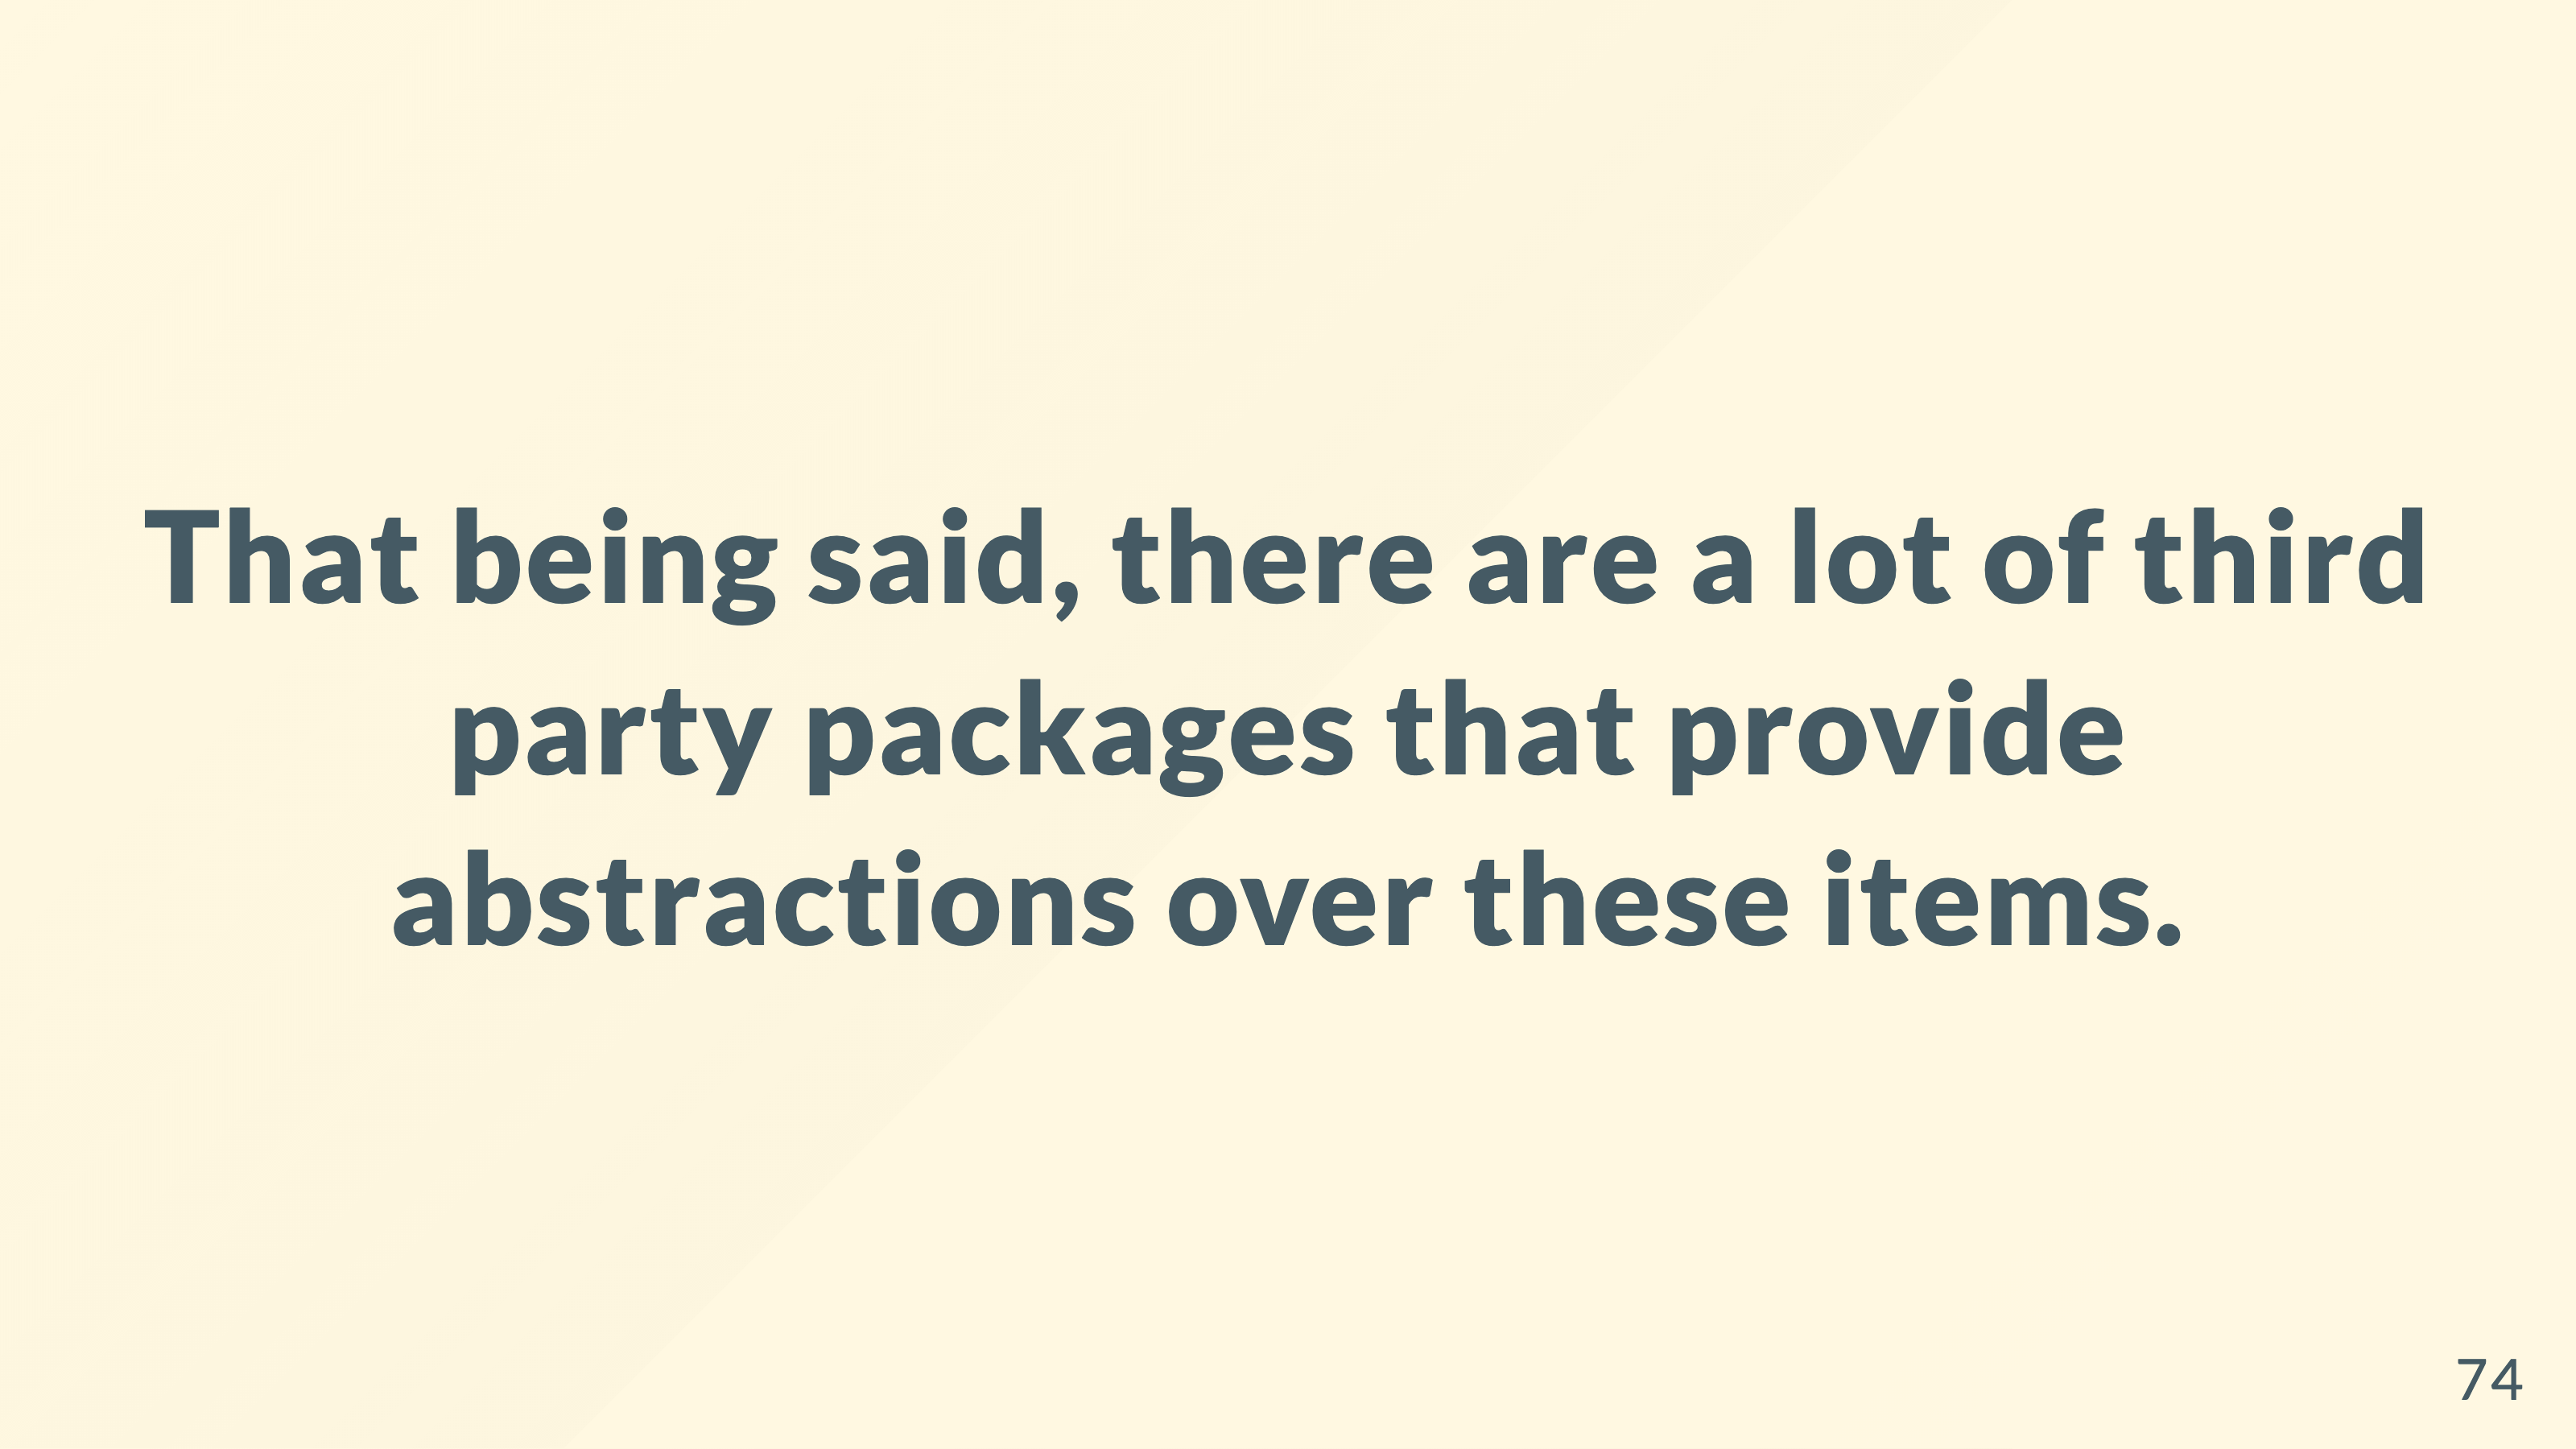 That being said, there are a lot of third
party packages that provide
abstractions over these items.
74